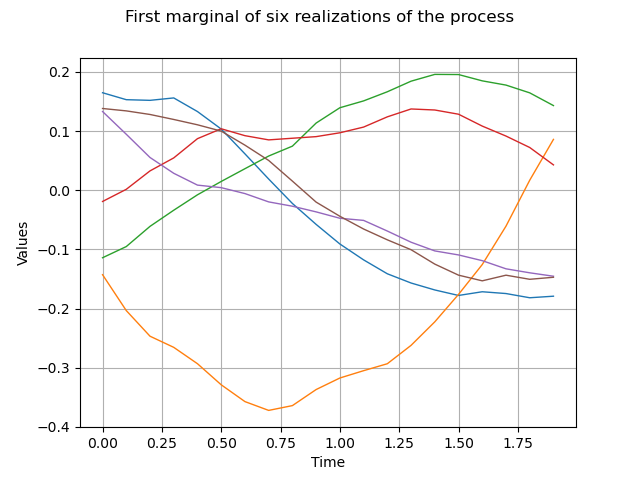 First marginal of six realizations of the process
Values
0.2
0.1
0.0
−0.1
−0.2
−0.3
−0.4
0.00 0.25 0.50 0.75 1.00 1.25 1.50 1.75
Time